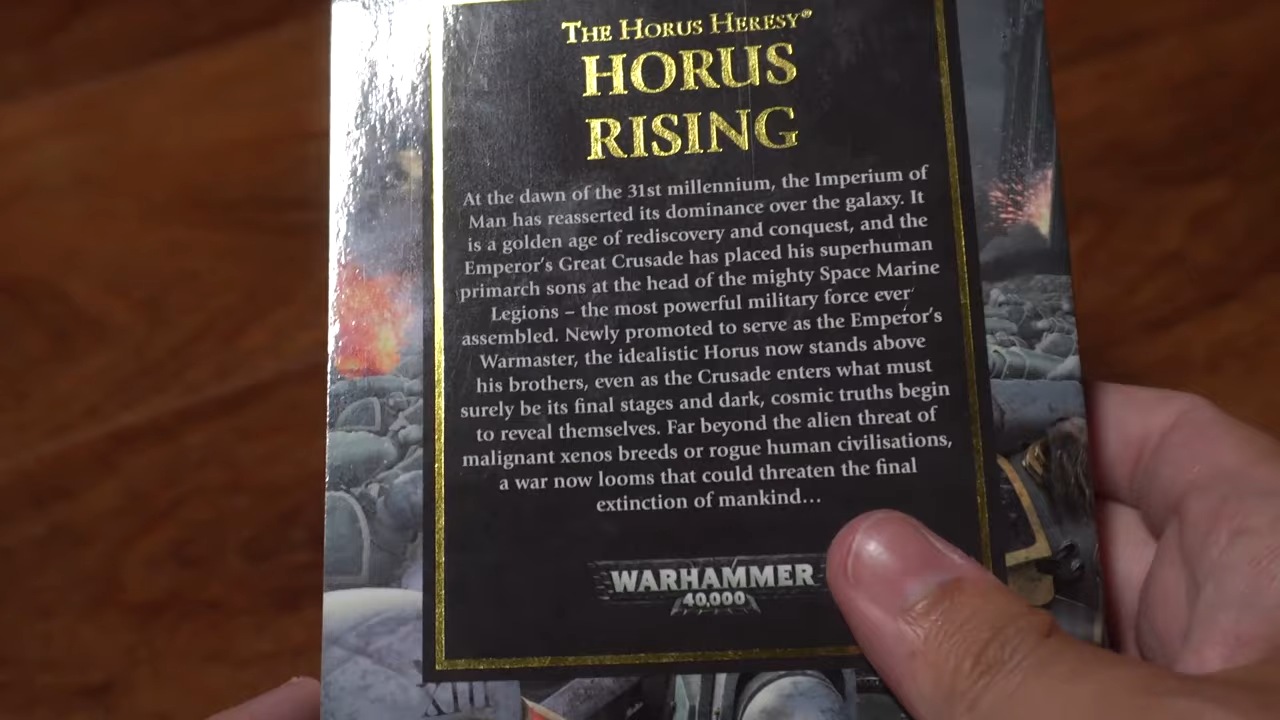 THE HORUS HERESY®
HORUS
RISING
At the dawn of the 31st millennium, the Imperium of
Man has reasserted its dominance over the galaxy. It
is a golden age of rediscovery and conquest, and the
Emperor's Great Crusade has placed his superhuman
primarch sons at the head of the mighty Space Marine
Legions – the most powerful military force ever
assembled. Newly promoted to serve as the Emperor's
Warmaster, the idealistic Horus now stands above
his brothers, even as the Crusade enters what must
surely be its final stages and dark, cosmic truths begin
to reveal themselves. Far beyond the alien threat of
malignant xenos breeds or rogue human civilisations,
a war now looms that could threaten the final
extinction of mankind…
WARHAMMER
40,000
XIII